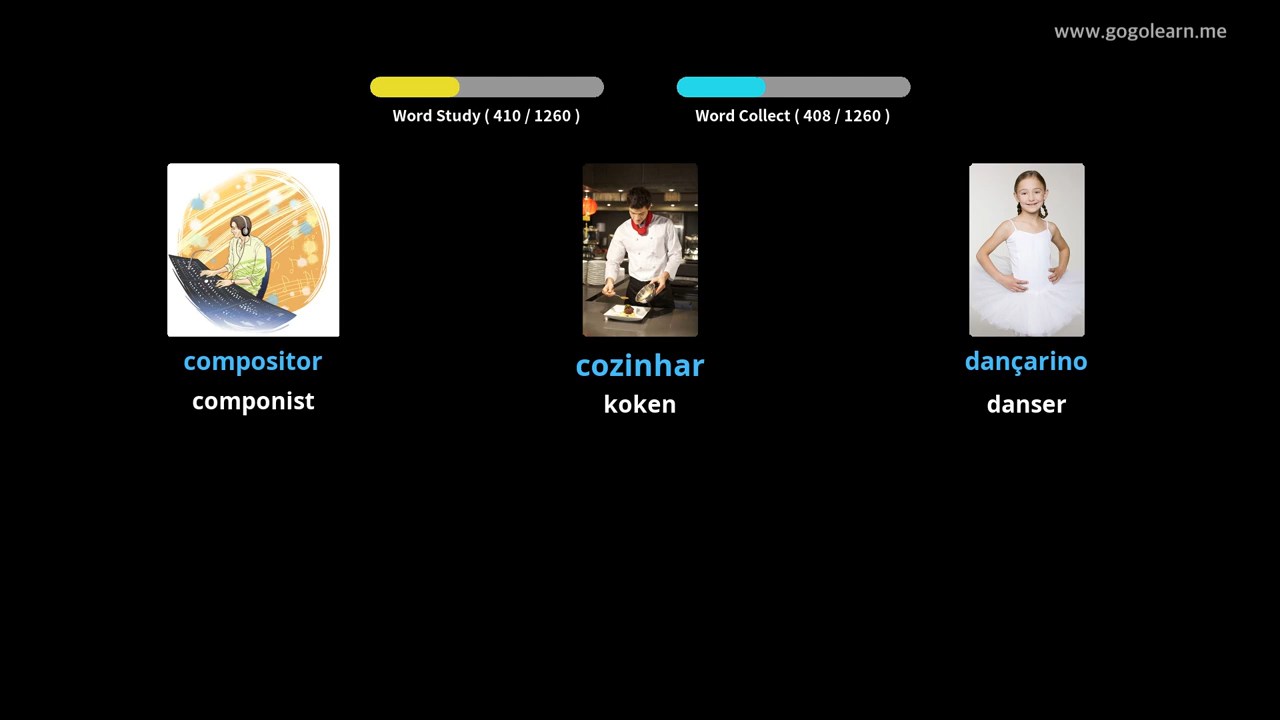 www.gogolearn.me
Word Study ( 410 / 1260 )
Word Collect ( 408 / 1260 )
compositor
cozinhar
dançarino
componist
koken
danser